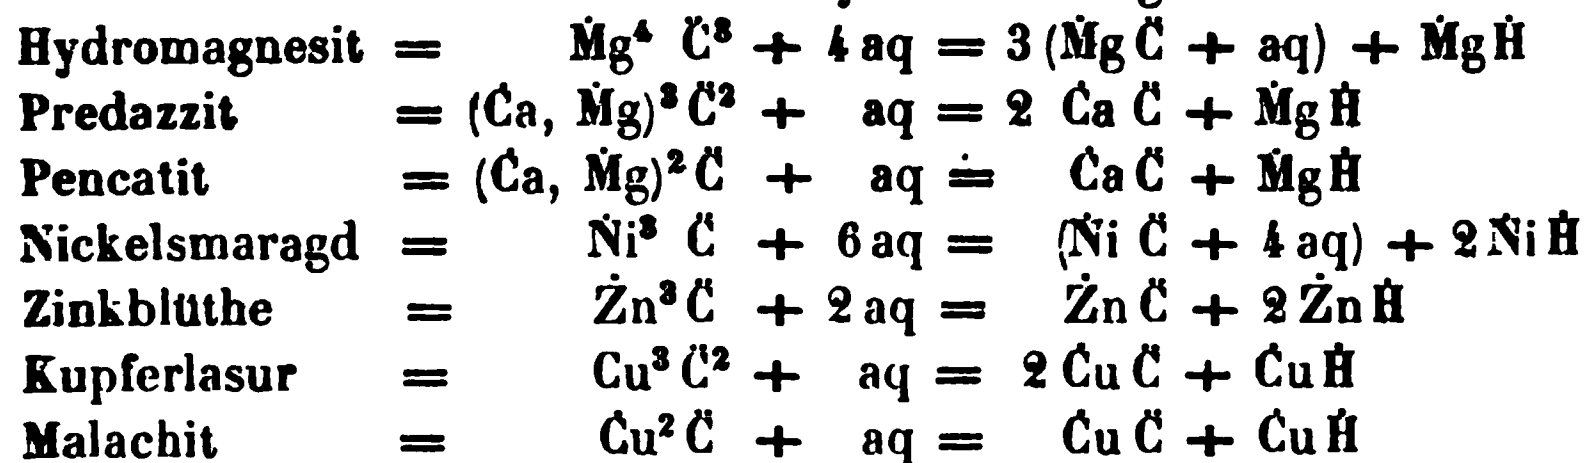 Hydromagnesit = Ṁg⁴ C̈³ + 4 aq = 3 (Ṁg C̈ + aq) + Ṁg Ḣ
Predazzit = (Ċa, Ṁg)³ C̈² + aq = 2 Ċa C̈ + Ṁg Ḣ
Pencatit = (Ċa, Ṁg)² C̈ + aq = Ċa C̈ + Ṁg Ḣ
Nickelsmaragd = Ṅi³ C̈ + 6 aq = (Ṅi C̈ + 4 aq) + 2 Ṅi Ḣ
Zinkblüthe = Żn³ C̈ + 2 aq = Żn C̈ + 2 Żn Ḣ
Kupferlasur = Cu³ C̈² + aq = 2 Ċu C̈ + Ċu Ḣ
Malachit = Ċu² C̈ + aq = Ċu C̈ + Ċu Ḣ